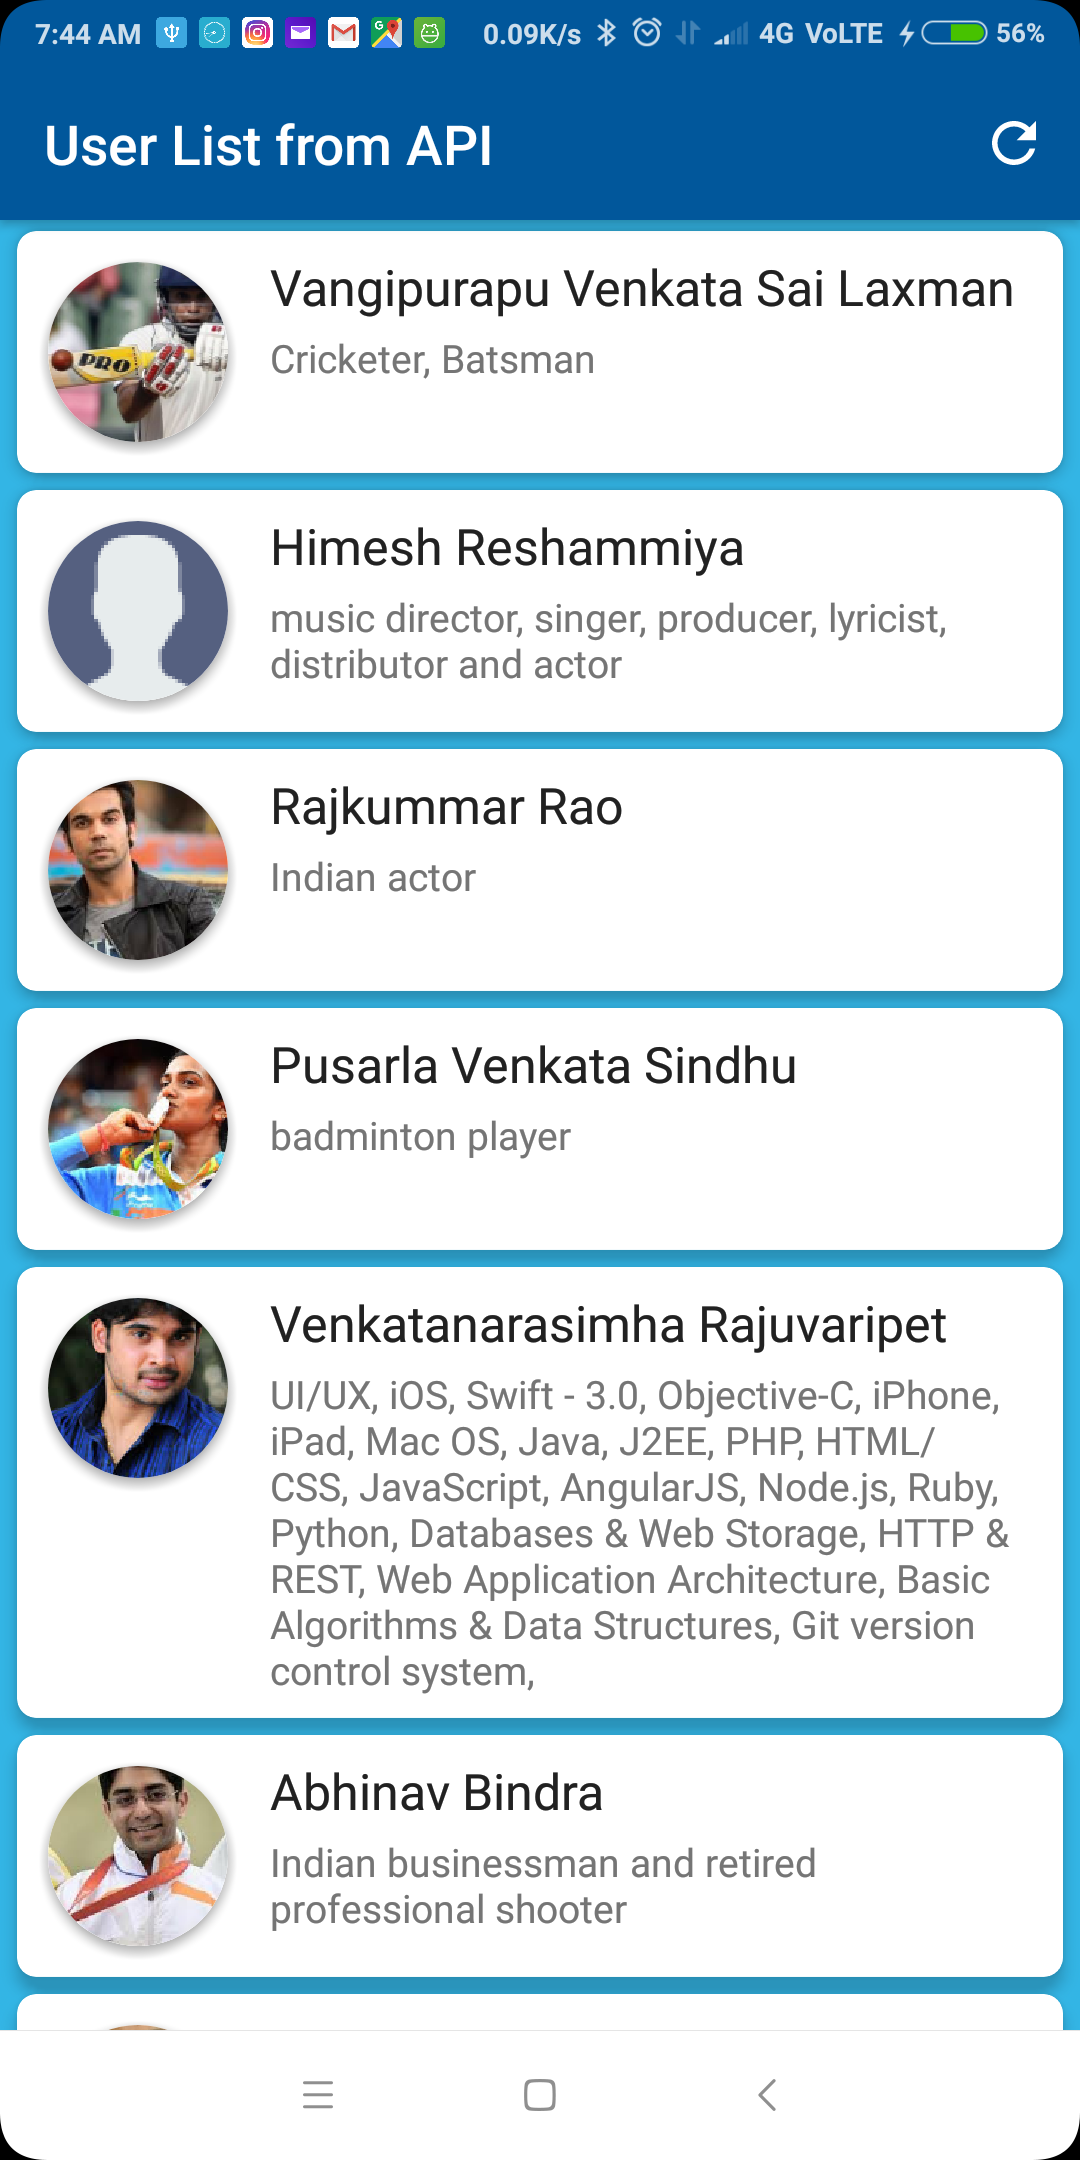 7:44 AM 0.09K/s 4G VoLTE 56%
User List from API
Vangipurapu Venkata Sai Laxman
Cricketer, Batsman
PRO
Himesh Reshammiya
music director, singer, producer, lyricist,
distributor and actor
Rajkummar Rao
Indian actor
Pusarla Venkata Sindhu
badminton player
Venkatanarasimha Rajuvaripet
UI/UX, iOS, Swift - 3.0, Objective-C, iPhone,
iPad, Mac OS, Java, J2EE, PHP, HTML/
CSS, JavaScript, AngularJS, Node.js, Ruby,
Python, Databases & Web Storage, HTTP &
REST, Web Application Architecture, Basic
Algorithms & Data Structures, Git version
control system,
Abhinav Bindra
Indian businessman and retired
professional shooter